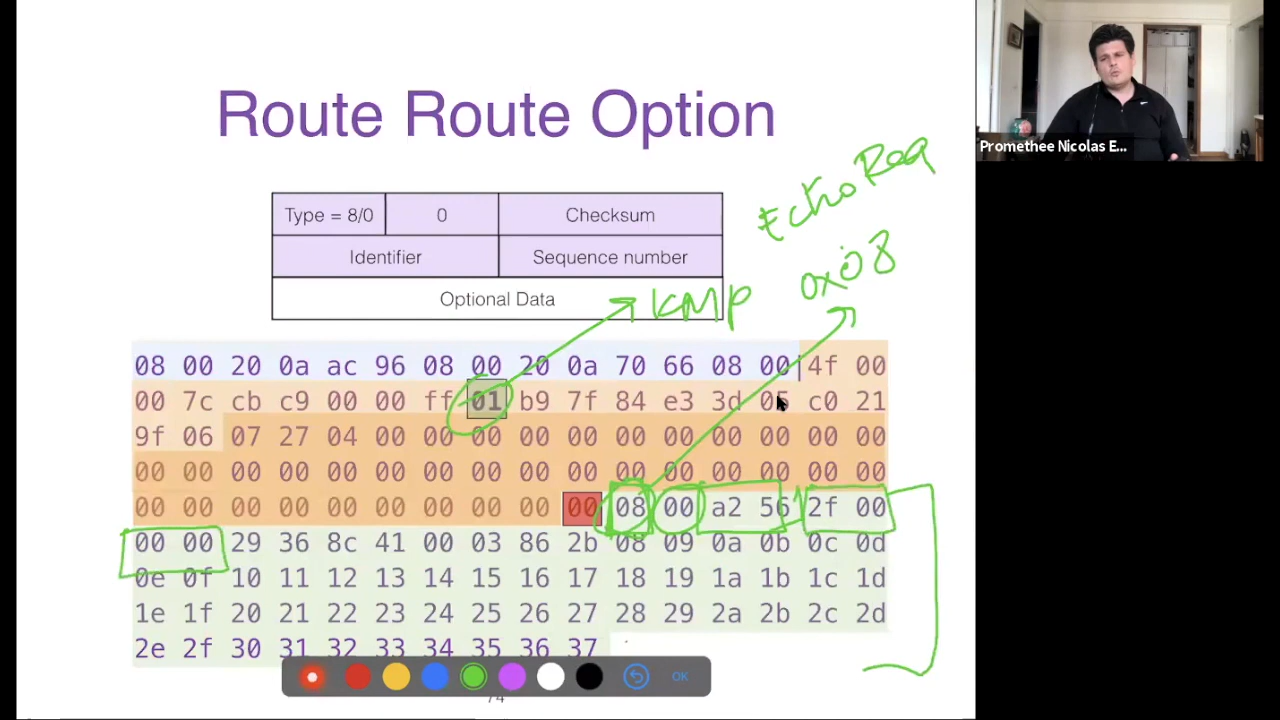 Route Route Option
Promethee Nicolas E...
Echo Req
Type = 8/0 0 Checksum
Identifier Sequence number
0x08
Optional Data
ICMP
08 00 20 0a ac 96 08 00 20 0a 70 66 08 00 4f 00
00 7c cb c9 00 00 ff 01 b9 7f 84 e3 3d 05 c0 21
9f 06 07 27 04 00 00 00 00 00 00 00 00 00 00 00
00 00 00 00 00 00 00 00 00 00 00 00 00 00 00 00
00 00 00 00 00 00 00 00 00 00 08 00 a2 56 2f 00
00 00 29 36 8c 41 00 03 86 2b 08 09 0a 0b 0c 0d
0e 0f 10 11 12 13 14 15 16 17 18 19 1a 1b 1c 1d
1e 1f 20 21 22 23 24 25 26 27 28 29 2a 2b 2c 2d
2e 2f 30 31 32 33 34 35 36 37
OK